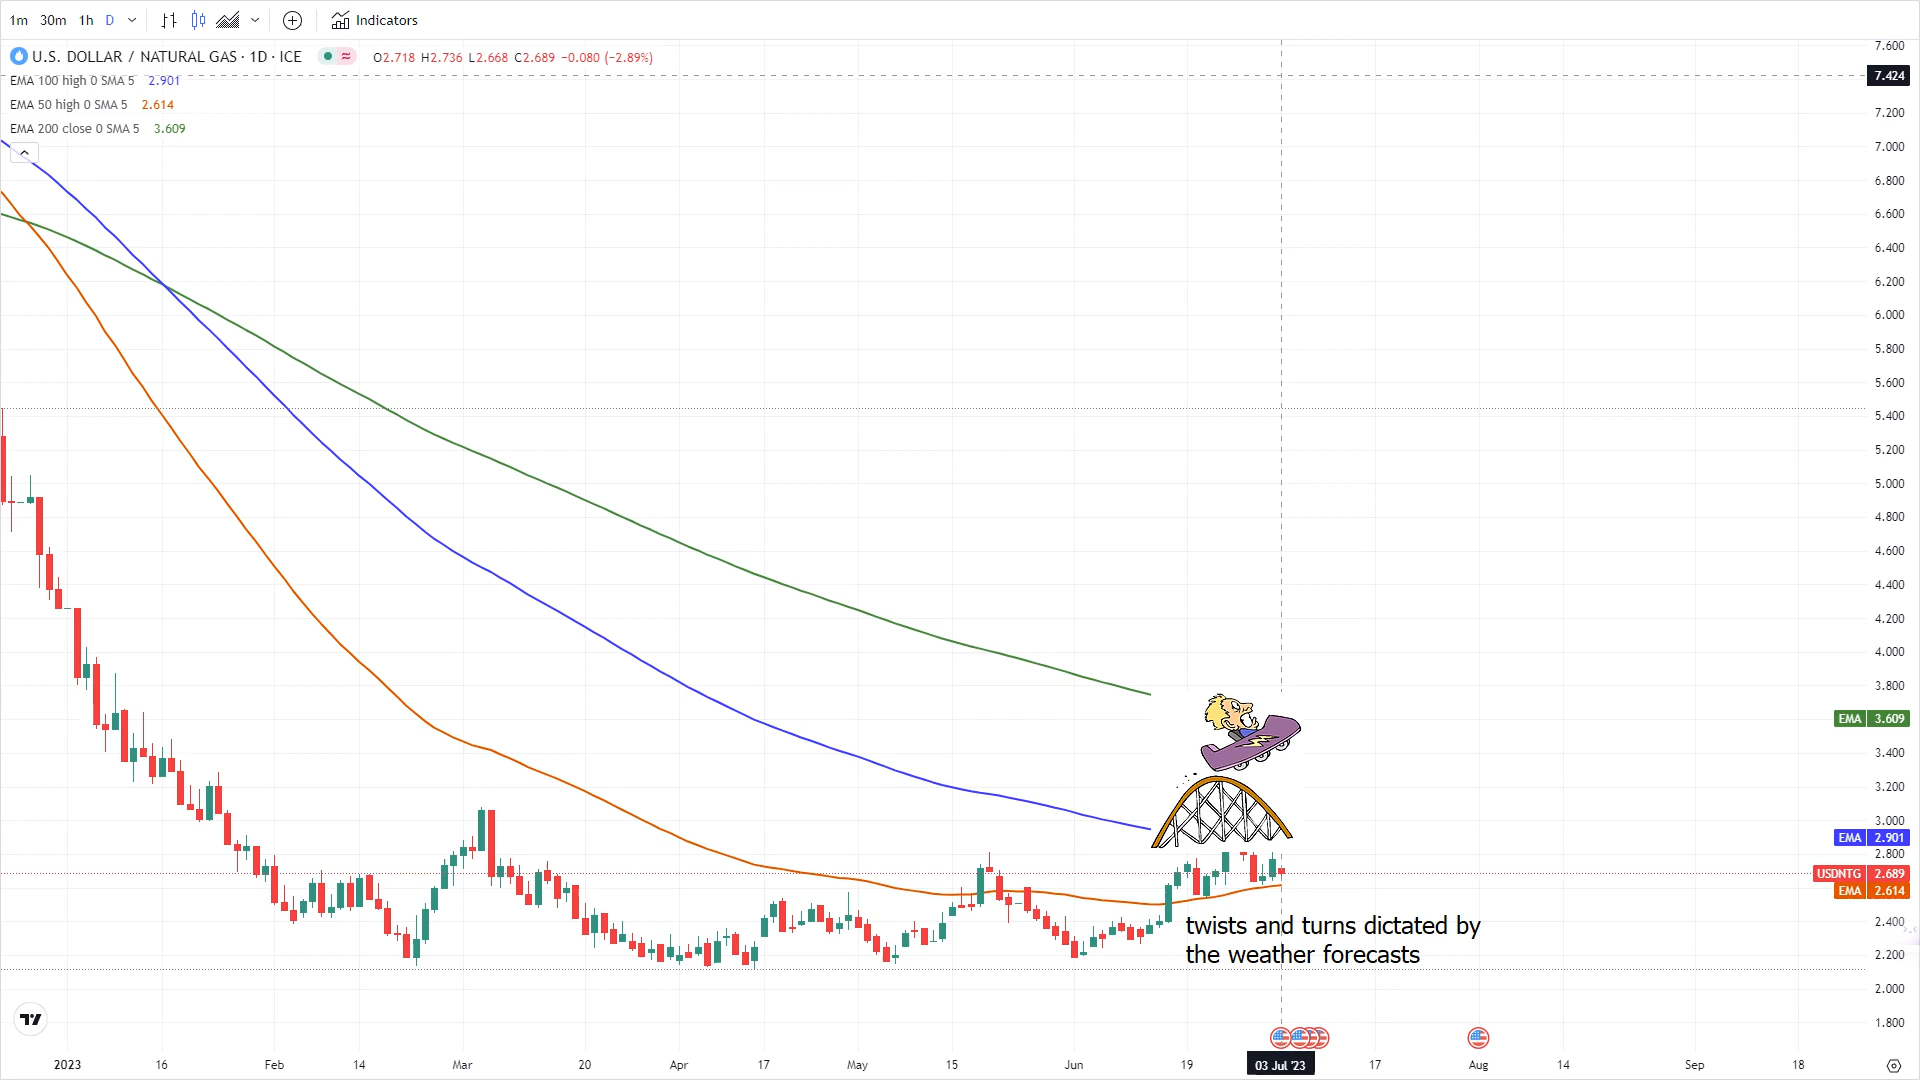 1m 30m 1h D Indicators
U.S. DOLLAR / NATURAL GAS · 1D · ICE O2.718 H2.736 L2.668 C2.689 −0.080 (−2.89%)
EMA 100 high 0 SMA 5 2.901
EMA 50 high 0 SMA 5 2.614
EMA 200 close 0 SMA 5 3.609
7.600
7.424
7.200
7.000
6.800
6.600
6.400
6.200
6.000
5.800
5.600
5.400
5.200
5.000
4.800
4.600
4.400
4.200
4.000
3.800
EMA 3.609
3.400
3.200
3.000
EMA 2.901
2.800
USDNTG 2.689
EMA 2.614
2.400
2.200
2.000
1.800
twists and turns dictated by
the weather forecasts
2023 16 Feb 14 Mar 20 Apr 17 May 15 Jun 19 03 Jul '23 17 Aug 14 Sep 18